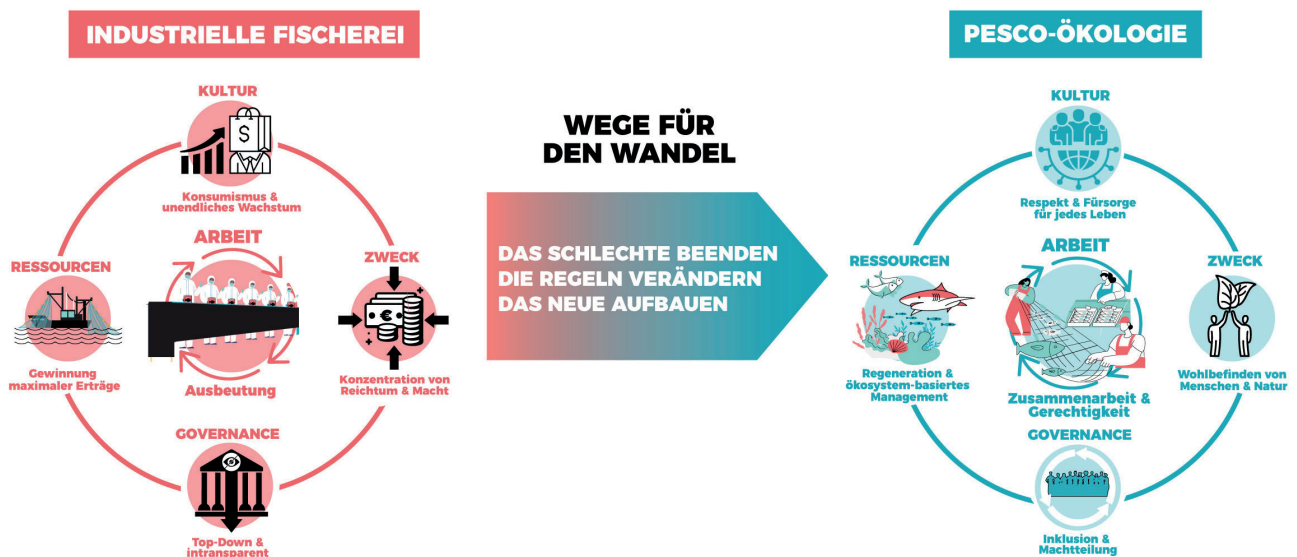 INDUSTRIELLE FISCHEREI
KULTUR
$
Konsumismus &
unendliches Wachstum
ARBEIT
RESSOURCEN
ZWECK
€
Gewinnung
maximaler Erträge
Ausbeutung
Konzentration von
Reichtum & Macht
GOVERNANCE
Top-Down &
intransparent
WEGE FÜR
DEN WANDEL
DAS SCHLECHTE BEENDEN
DIE REGELN VERÄNDERN
DAS NEUE AUFBAUEN
PESCO-ÖKOLOGIE
KULTUR
Respekt & Fürsorge
für jedes Leben
ARBEIT
RESSOURCEN
ZWECK
Regeneration &
ökosystem-basiertes
Management
Zusammenarbeit &
Gerechtigkeit
Wohlbefinden von
Menschen & Natur
GOVERNANCE
Inklusion &
Machtteilung